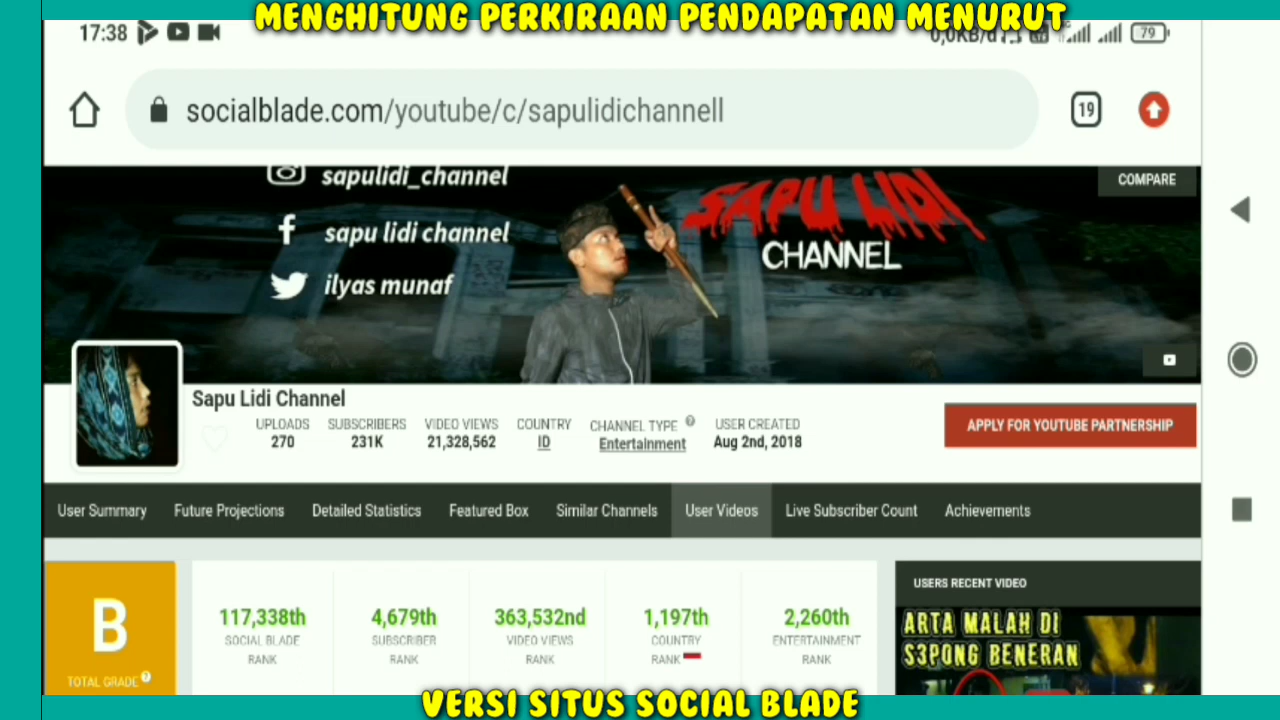 MENGHITUNG PERKIRAAN PENDAPATAN MENURUT
17:38
0,0KB/d
79
socialblade.com/youtube/c/sapulidichannell
19
sapulidi_channel
COMPARE
sapu lidi channel
SAPU LIDI
CHANNEL
ilyas munaf
Sapu Lidi Channel
UPLOADS SUBSCRIBERS VIDEO VIEWS COUNTRY CHANNEL TYPE ? USER CREATED
270 231K 21,328,562 ID Entertainment Aug 2nd, 2018
APPLY FOR YOUTUBE PARTNERSHIP
User Summary Future Projections Detailed Statistics Featured Box Similar Channels User Videos Live Subscriber Count Achievements
B
TOTAL GRADE ?
117,338th 4,679th 363,532nd 1,197th 2,260th
SOCIAL BLADE SUBSCRIBER VIDEO VIEWS COUNTRY ENTERTAINMENT
RANK RANK RANK RANK RANK
USERS RECENT VIDEO
ARTA MALAH DI
S3PONG BENERAN
VERSI SITUS SOCIAL BLADE